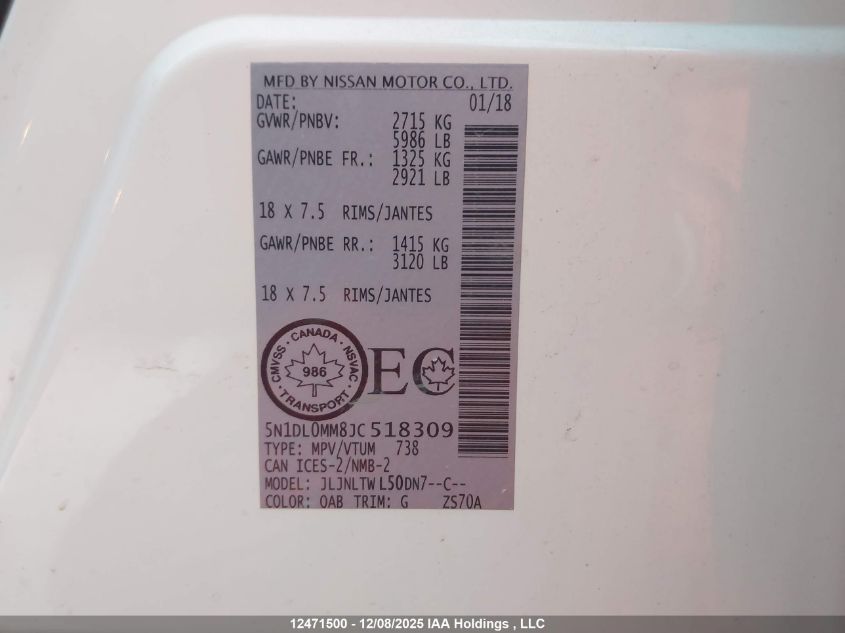 MFD BY NISSAN MOTOR CO., LTD.
DATE: 01/18
GVWR/PNBV: 2715 KG
5986 LB
GAWR/PNBE FR.: 1325 KG
2921 LB
18 X 7.5 RIMS/JANTES
GAWR/PNBE RR.: 1415 KG
3120 LB
18 X 7.5 RIMS/JANTES
CMVSS · CANADA · NSVAC
986
· TRANSPORT ·
EC
5N1DL0MM8JC518309
TYPE: MPV/VTUM 738
CAN ICES-2/NMB-2
MODEL: JLJNLTWL50DN7--C--
COLOR: QAB TRIM: G ZS70A
12471500 - 12/08/2025 IAA Holdings , LLC